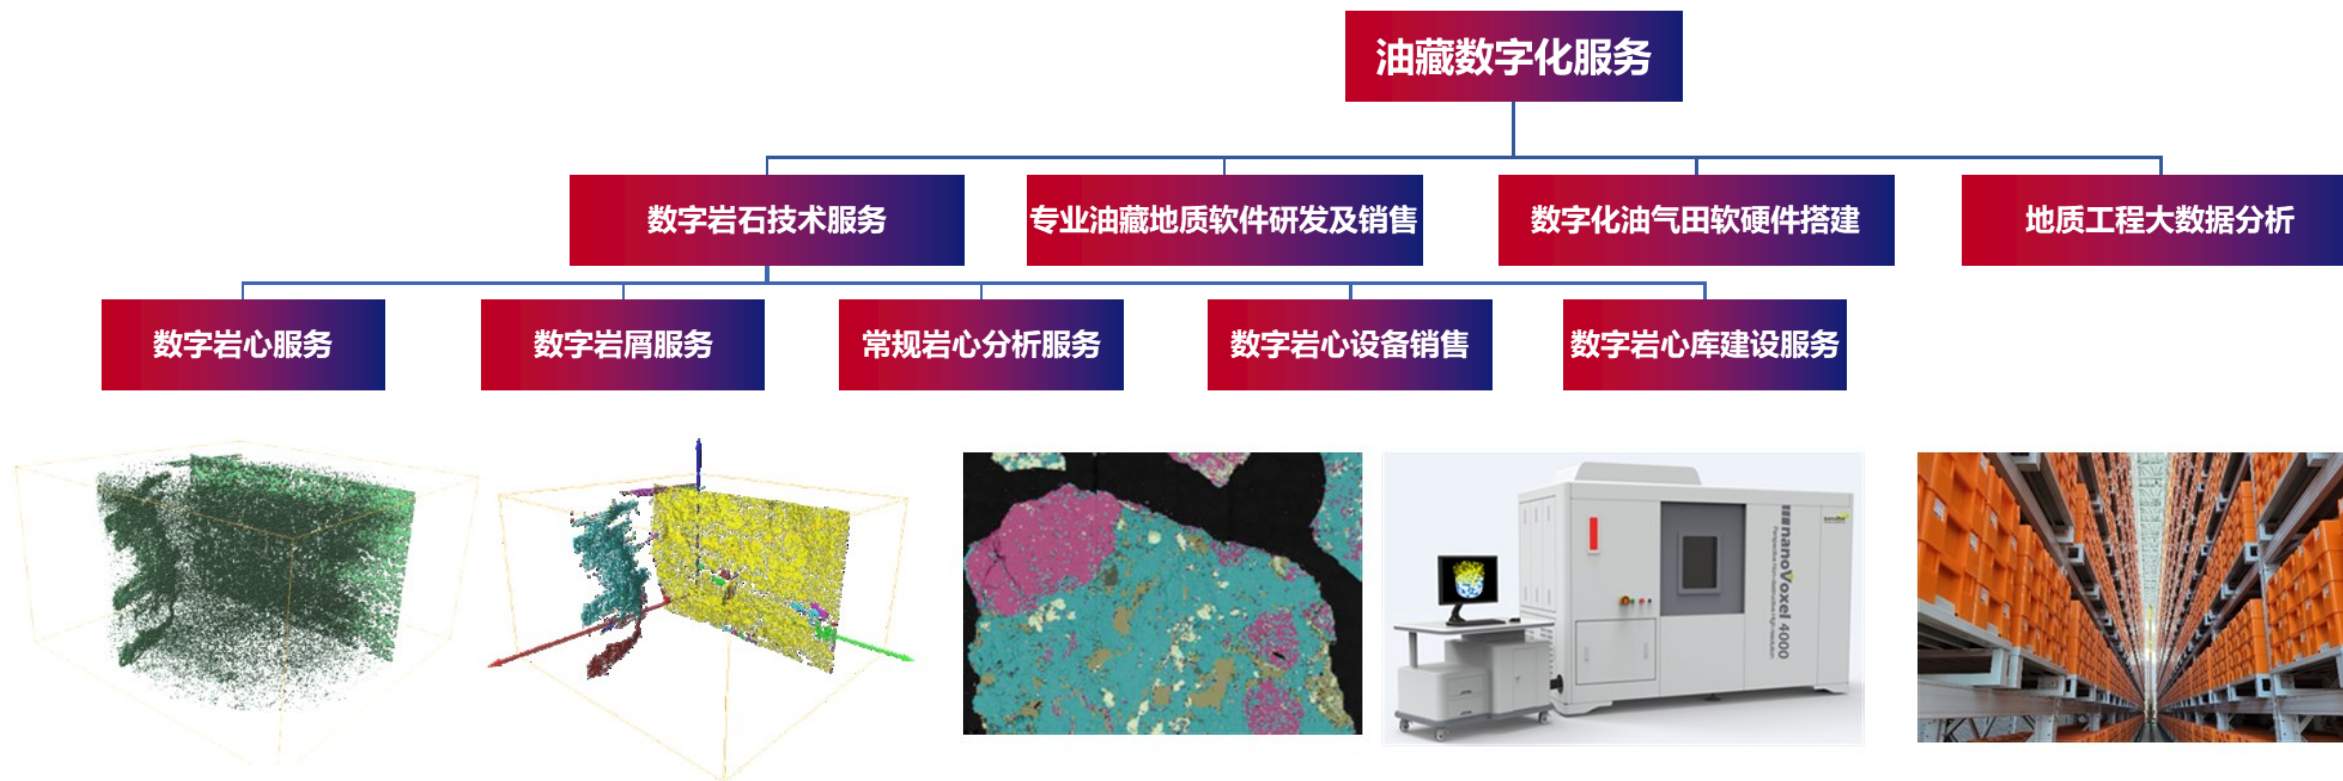 油藏数字化服务
数字岩石技术服务
专业油藏地质软件研发及销售
数字化油气田软硬件搭建
地质工程大数据分析
数字岩心服务
数字岩屑服务
常规岩心分析服务
数字岩心设备销售
数字岩心库建设服务
nanoVoxel 4000